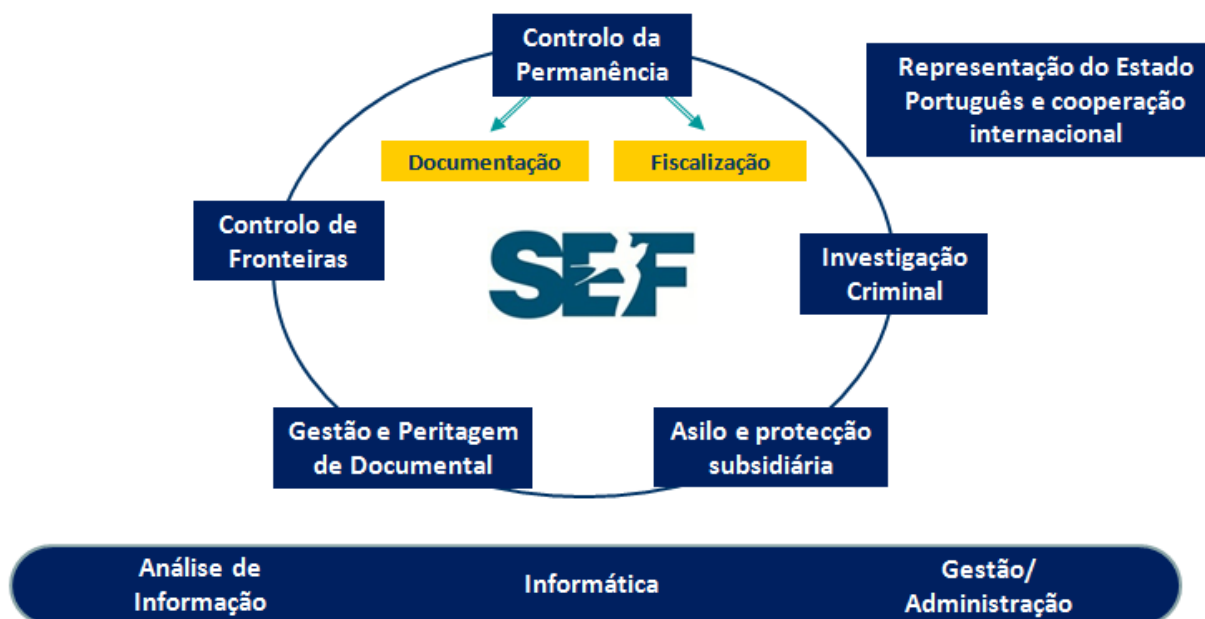 Controlo da
Permanência
Representação do Estado
Português e cooperação
internacional
Documentação
Fiscalização
Controlo de
Fronteiras
SEF
Investigação
Criminal
Gestão e Peritagem
de Documental
Asilo e protecção
subsidiária
Análise de
Informação
Informática
Gestão/
Administração